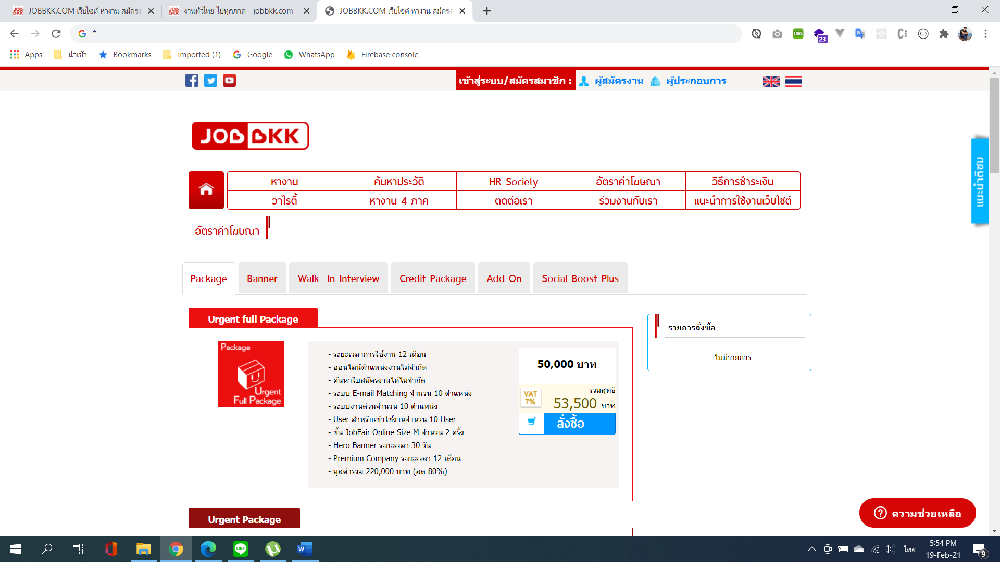 JOBBKK.COM เว็บไซต์ หางาน สมัครงา
งานทั่วไทย ไปทุกภาค - jobbkk.com -
JOBBKK.COM เว็บไซต์ หางาน สมัครงา
*
CORS
23
Apps
นำเข้า
Bookmarks
Imported (1)
Google
WhatsApp
Firebase console
เข้าสู่ระบบ/สมัครสมาชิก :
ผู้สมัครงาน
ผู้ประกอบการ
JOB BKK
แนะนำติชม
หางาน
ค้นหาประวัติ
HR Society
อัตราค่าโฆษณา
วิธีการชำระเงิน
วาไรตี้
หางาน 4 ภาค
ติดต่อเรา
ร่วมงานกับเรา
แนะนำการใช้งานเว็บไซต์
อัตราค่าโฆษณา
Package
Banner
Walk -In Interview
Credit Package
Add-On
Social Boost Plus
Urgent full Package
Package
Urgent
Full Package
- ระยะเวลาการใช้งาน 12 เดือน
- ออนไลน์ตำแหน่งงานไม่จำกัด
- ค้นหาใบสมัครงานได้ไม่จำกัด
- ระบบ E-mail Matching จำนวน 10 ตำแหน่ง
- ระบบงานด่วนจำนวน 10 ตำแหน่ง
- User สำหรับเข้าใช้งานจำนวน 10 User
- ขึ้น JobFair Online Size M จำนวน 2 ครั้ง
- Hero Banner ระยะเวลา 30 วัน
- Premium Company ระยะเวลา 12 เดือน
- มูลค่ารวม 220,000 บาท (ลด 80%)
50,000 บาท
VAT
7%
รวมสุทธิ
53,500 บาท
สั่งซื้อ
รายการสั่งซื้อ
ไม่มีรายการ
Urgent Package
ความช่วยเหลือ
LINE
ไทย
5:54 PM
19-Feb-21
9